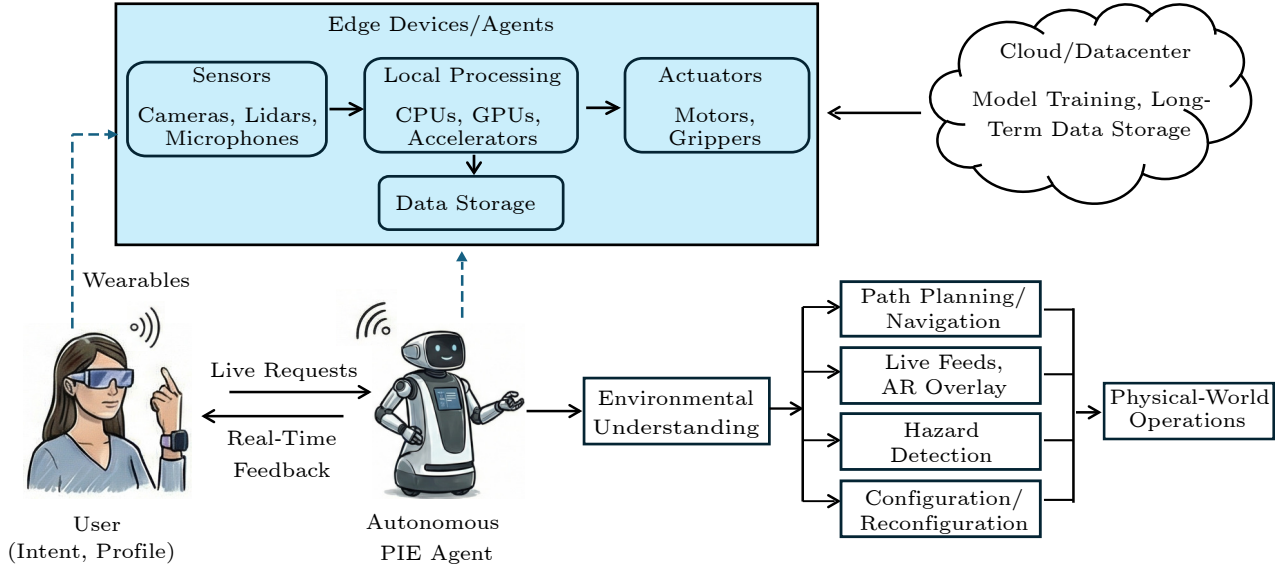 Edge Devices/Agents
Sensors
Cameras, Lidars,
Microphones
Local Processing
CPUs, GPUs,
Accelerators
Actuators
Motors,
Grippers
Data Storage
Cloud/Datacenter
Model Training, Long-
Term Data Storage
Wearables
Live Requests
Real-Time
Feedback
User
(Intent, Profile)
Autonomous
PIE Agent
Environmental
Understanding
Path Planning/
Navigation
Live Feeds,
AR Overlay
Hazard
Detection
Configuration/
Reconfiguration
Physical-World
Operations